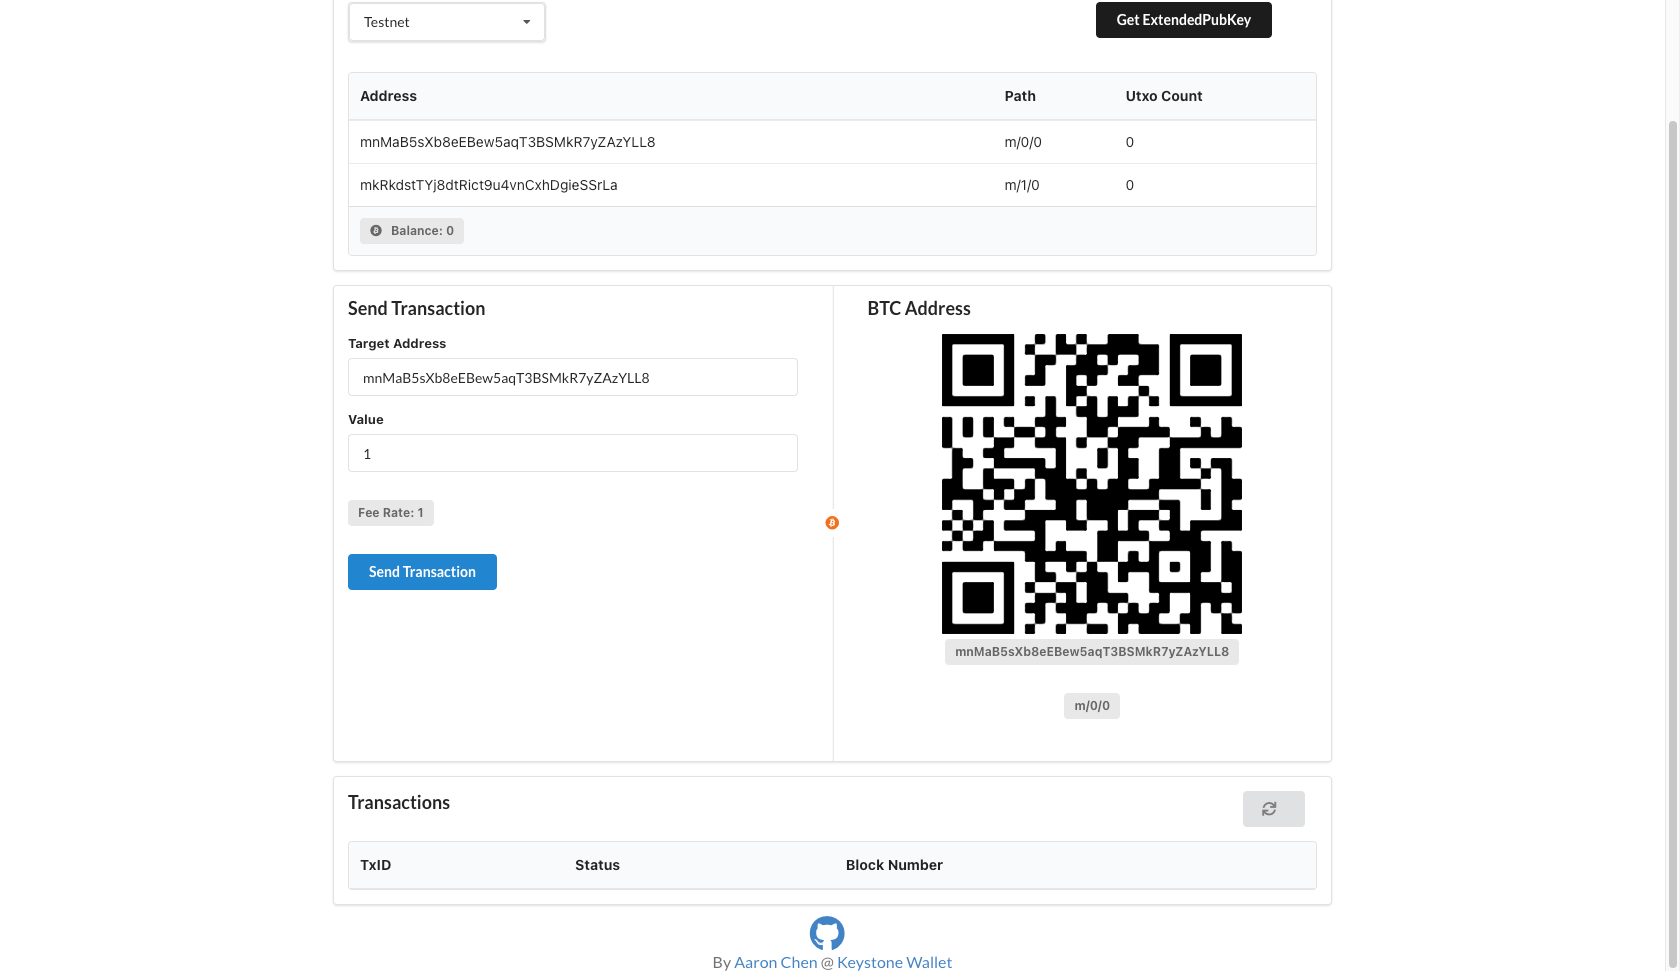 Testnet
Get ExtendedPubKey
Address Path Utxo Count
mnMaB5sXb8eEBew5aqT3BSMkR7yZAzYLL8 m/0/0 0
mkRkdstTYj8dtRict9u4vnCxhDgieSSrLa m/1/0 0
Balance: 0
Send Transaction
Target Address
mnMaB5sXb8eEBew5aqT3BSMkR7yZAzYLL8
Value
1
Fee Rate: 1
Send Transaction
BTC Address
mnMaB5sXb8eEBew5aqT3BSMkR7yZAzYLL8
m/0/0
Transactions
TxID Status Block Number
By Aaron Chen @ Keystone Wallet